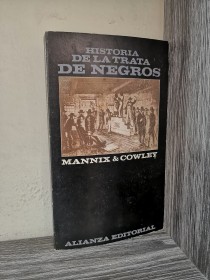 HISTORIA
DE LA TRATA
DE NEGROS
MANNIX & COWLEY
ALIANZA EDITORIAL